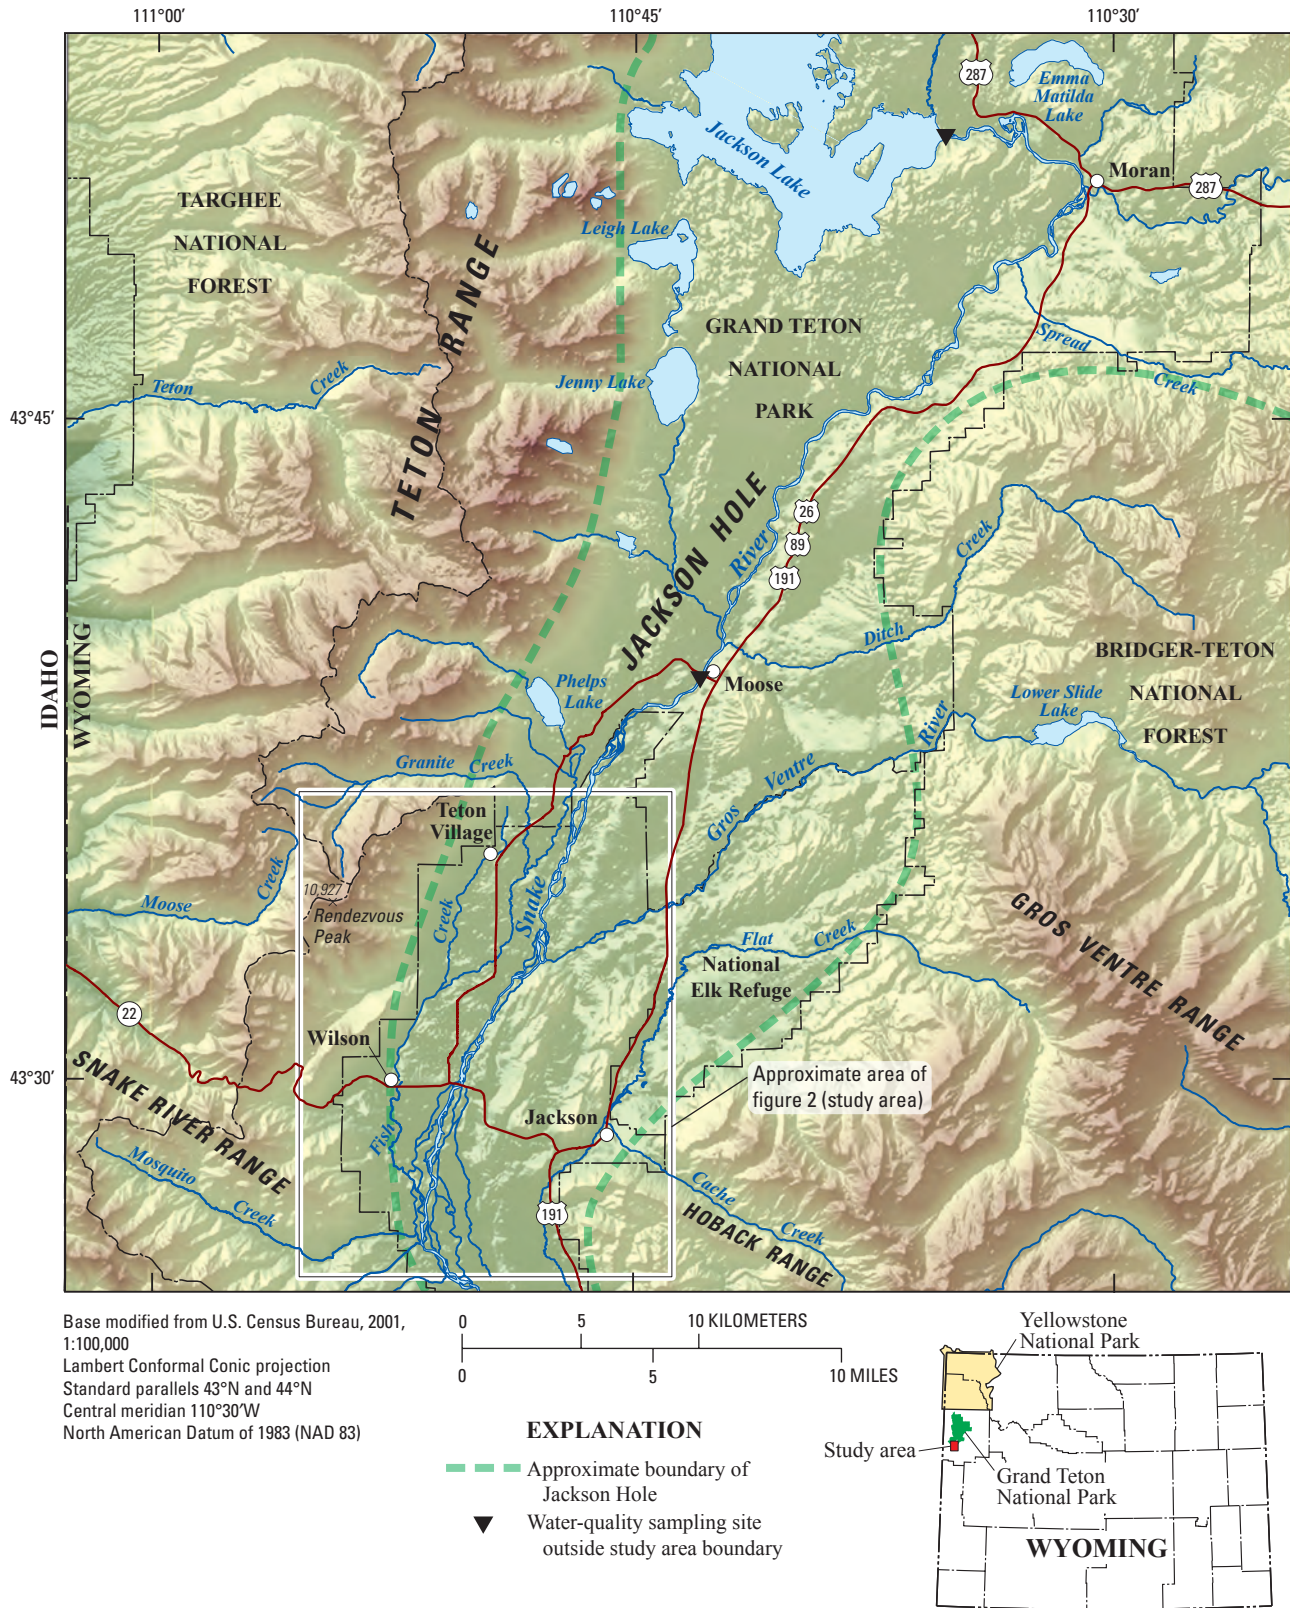 111°00′
110°45′
110°30′
287
Emma
Matilda
Lake
Jackson Lake
Moran
287
TARGHEE
NATIONAL
FOREST
Leigh Lake
TETON RANGE
GRAND TETON
NATIONAL
PARK
Spread
Creek
Teton Creek
Jenny Lake
43°45′
JACKSON HOLE
River
26
89
191
Creek
Ditch
BRIDGER-TETON
NATIONAL
FOREST
IDAHO
WYOMING
Phelps
Lake
Moose
Lower Slide
Lake
Granite Creek
Gros Ventre River
Teton
Village
Moose Creek
10,927
Rendezvous
Peak
Creek
Snake
Flat Creek
National
Elk Refuge
GROS VENTRE RANGE
22
Wilson
43°30′
SNAKE RIVER RANGE
Approximate area of
figure 2 (study area)
Jackson
Fish
Mosquito Creek
191
Cache Creek
HOBACK RANGE
Base modified from U.S. Census Bureau, 2001,
1:100,000
Lambert Conformal Conic projection
Standard parallels 43°N and 44°N
Central meridian 110°30′W
North American Datum of 1983 (NAD 83)
0 5 10 KILOMETERS
0 5 10 MILES
EXPLANATION
Approximate boundary of
Jackson Hole
Water-quality sampling site
outside study area boundary
Yellowstone
National Park
Study area
Grand Teton
National Park
WYOMING